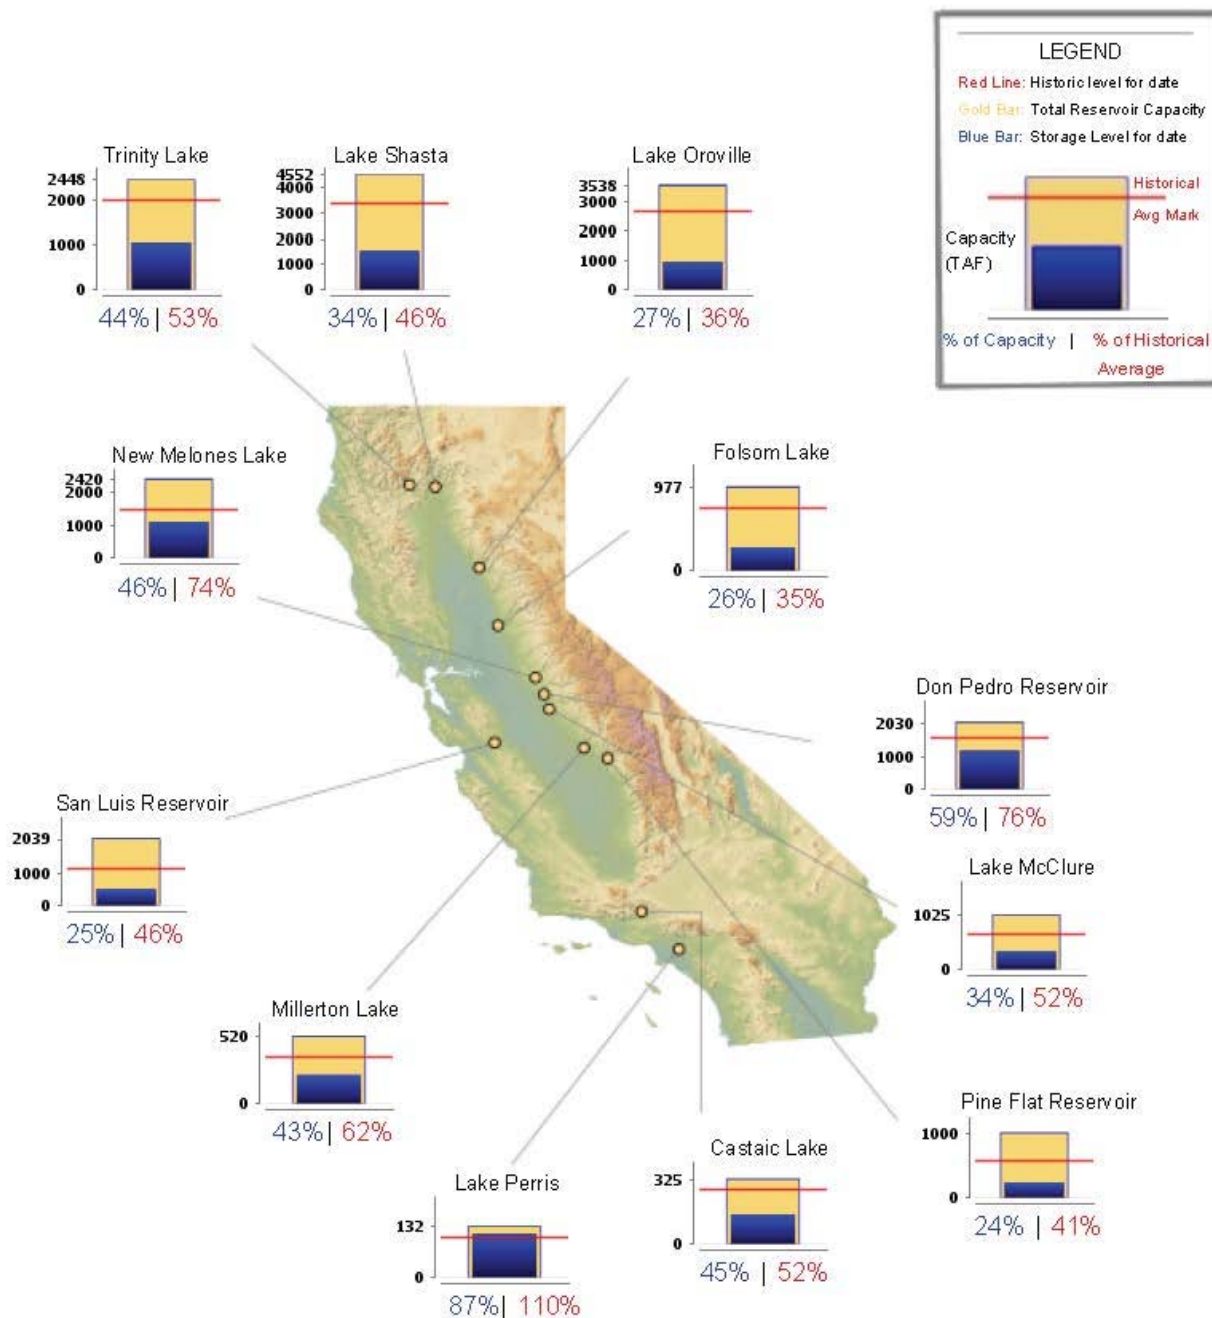 LEGEND
Red Line: Historic level for date
Gold Bar: Total Reservoir Capacity
Blue Bar: Storage Level for date
Historical
Avg Mark
Capacity
(TAF)
% of Capacity | % of Historical
Average
Trinity Lake
2448
2000
1000
0
44% | 53%
Lake Shasta
4552
4000
3000
2000
1000
0
34% | 46%
Lake Oroville
3538
3000
2000
1000
0
27% | 36%
New Melones Lake
2420
2000
1000
0
46% | 74%
Folsom Lake
977
0
26% | 35%
Don Pedro Reservoir
2030
1000
0
59% | 76%
San Luis Reservoir
2039
1000
0
25% | 46%
Lake McClure
1025
0
34% | 52%
Millerton Lake
520
0
43% | 62%
Pine Flat Reservoir
1000
0
24% | 41%
Castaic Lake
325
0
45% | 52%
Lake Perris
132
0
87% | 110%